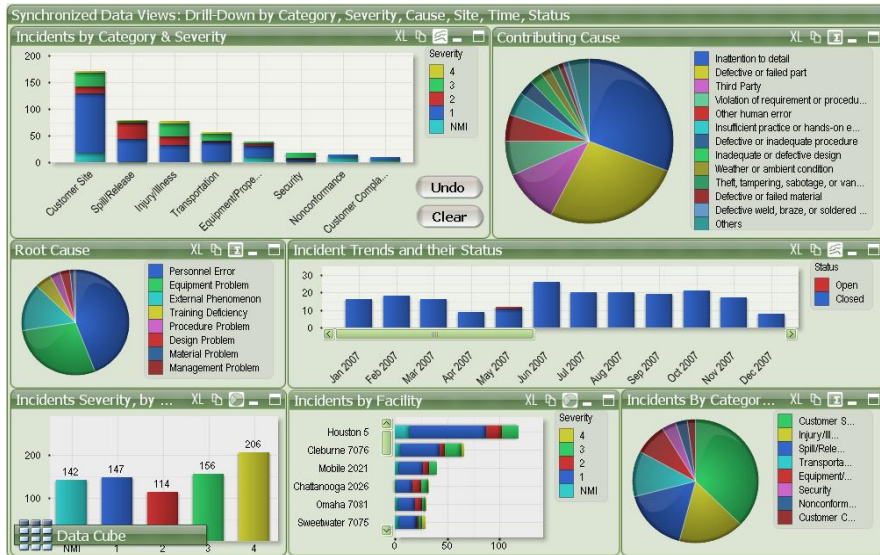 Synchronized Data Views: Drill-Down by Category, Severity, Cause, Site, Time, Status
Incidents by Category & Severity
XL
200
150
100
50
0
Customer Site
Spill/Release
Injury/Illness
Transportation
Equipment/Prope...
Security
Nonconformance
Customer Compla...
Severity
4
3
2
1
NMI
Undo
Clear
Contributing Cause
XL
Inattention to detail
Defective or failed part
Third Party
Violation of requirement or procedu...
Other human error
Insufficient practice or hands-on e...
Defective or inadequate procedure
Inadequate or defective design
Weather or ambient condition
Theft, tampering, sabotage, or van...
Defective or failed material
Defective weld, braze, or soldered ...
Others
Root Cause
XL
Personnel Error
Equipment Problem
External Phenomenon
Training Deficiency
Procedure Problem
Design Problem
Material Problem
Management Problem
Incident Trends and their Status
XL
30
20
10
0
Jan 2007
Feb 2007
Mar 2007
Apr 2007
May 2007
Jun 2007
Jul 2007
Aug 2007
Sep 2007
Oct 2007
Nov 2007
Dec 2007
Status
Open
Closed
Incidents Severity, by ...
XL
200
100
142
147
114
156
206
NMI
1
2
3
4
Data Cube
Incidents by Facility
XL
Houston 5
Cleburne 7076
Mobile 2021
Chattanooga 2026
Omaha 7081
Sweetwater 7075
0
50
100
Severity
4
3
2
1
NMI
Incidents By Categor...
XL
Customer S...
Injury/Ill...
Spill/Rele...
Transporta...
Equipment/...
Security
Nonconform...
Customer C...